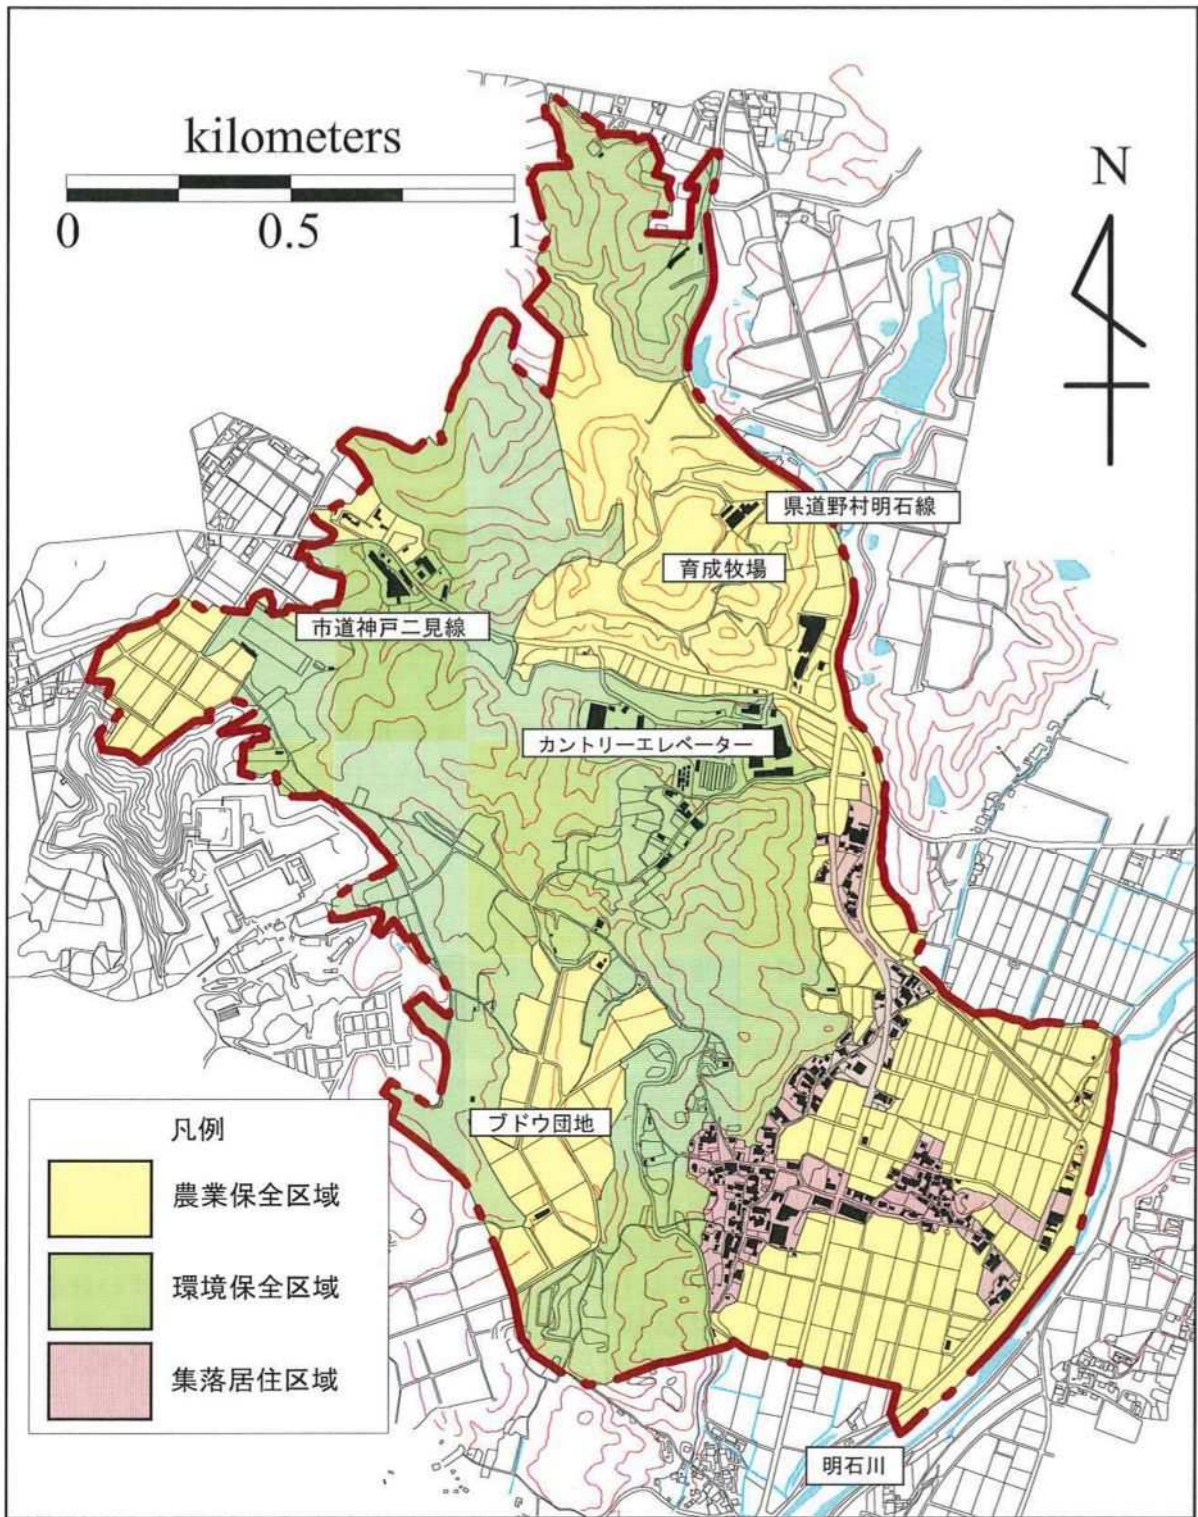 kilometers
0 0.5 1
N
県道野村明石線
育成牧場
市道神戸二見線
カントリーエレベーター
ブドウ団地
凡例
農業保全区域
環境保全区域
集落居住区域
明石川